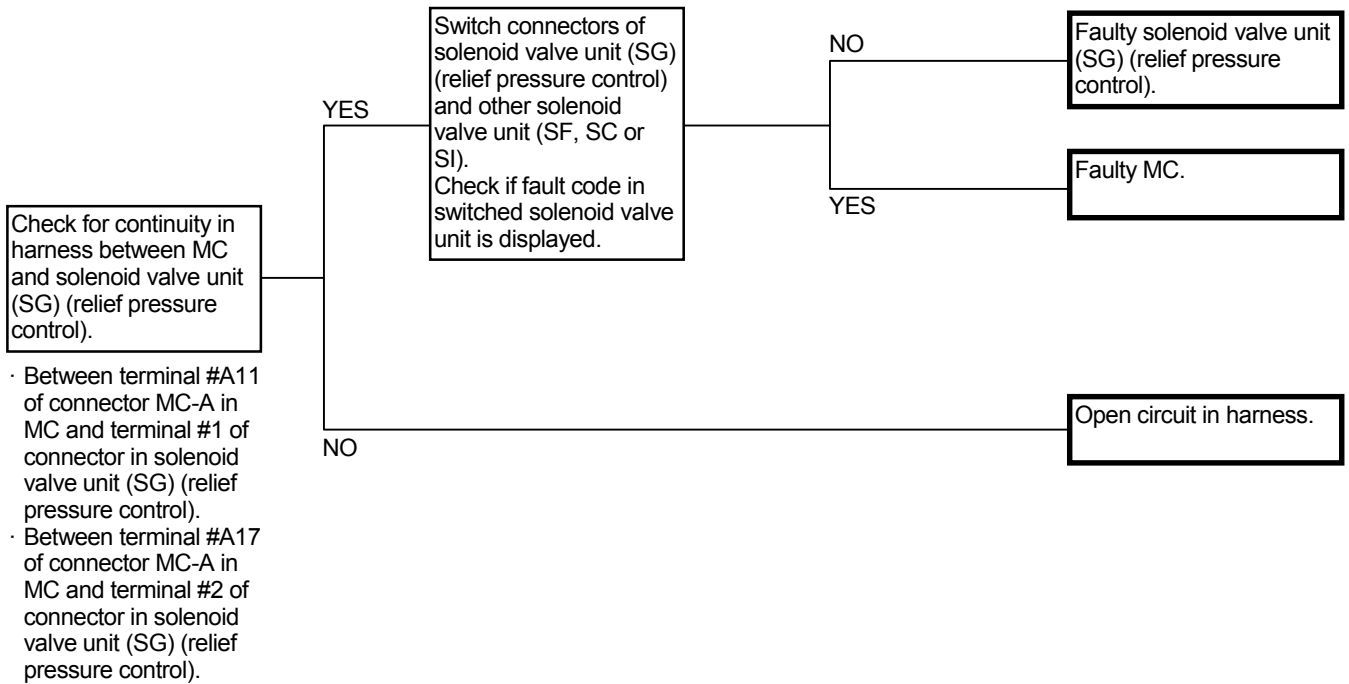 Check for continuity in
harness between MC
and solenoid valve unit
(SG) (relief pressure
control).
· Between terminal #A11
of connector MC-A in
MC and terminal #1 of
connector in solenoid
valve unit (SG) (relief
pressure control).
· Between terminal #A17
of connector MC-A in
MC and terminal #2 of
connector in solenoid
valve unit (SG) (relief
pressure control).
YES
Switch connectors of
solenoid valve unit (SG)
(relief pressure control)
and other solenoid
valve unit (SF, SC or
SI).
Check if fault code in
switched solenoid valve
unit is displayed.
NO
Faulty solenoid valve unit
(SG) (relief pressure
control).
YES
Faulty MC.
NO
Open circuit in harness.